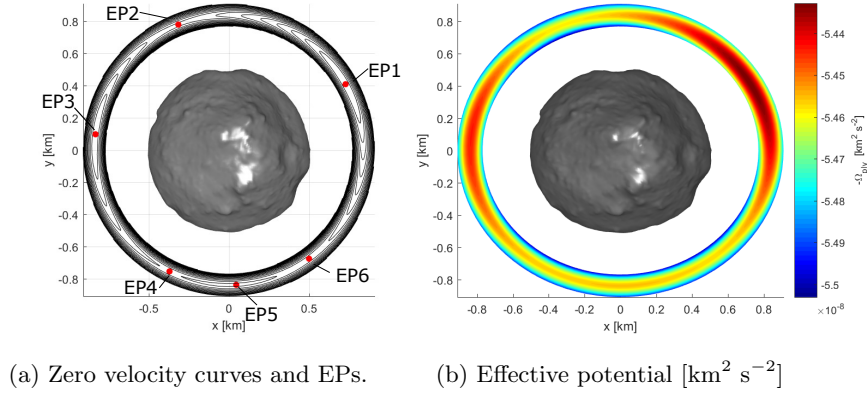 EP2
EP1
EP3
EP4
EP5
EP6
0.8
0.6
0.4
0.2
0
-0.2
-0.4
-0.6
-0.8
y [km]
-0.5
0
0.5
x [km]
0.8
0.6
0.4
0.2
0
-0.2
-0.4
-0.6
-0.8
y [km]
-0.8 -0.6 -0.4 -0.2 0 0.2 0.4 0.6 0.8
x [km]
-5.44
-5.45
-5.46
-5.47
-5.48
-5.49
-5.5
×10⁻⁸
-Ωₚₗᵧ [km² s⁻²]
(a) Zero velocity curves and EPs.
(b) Effective potential [km² s⁻²]